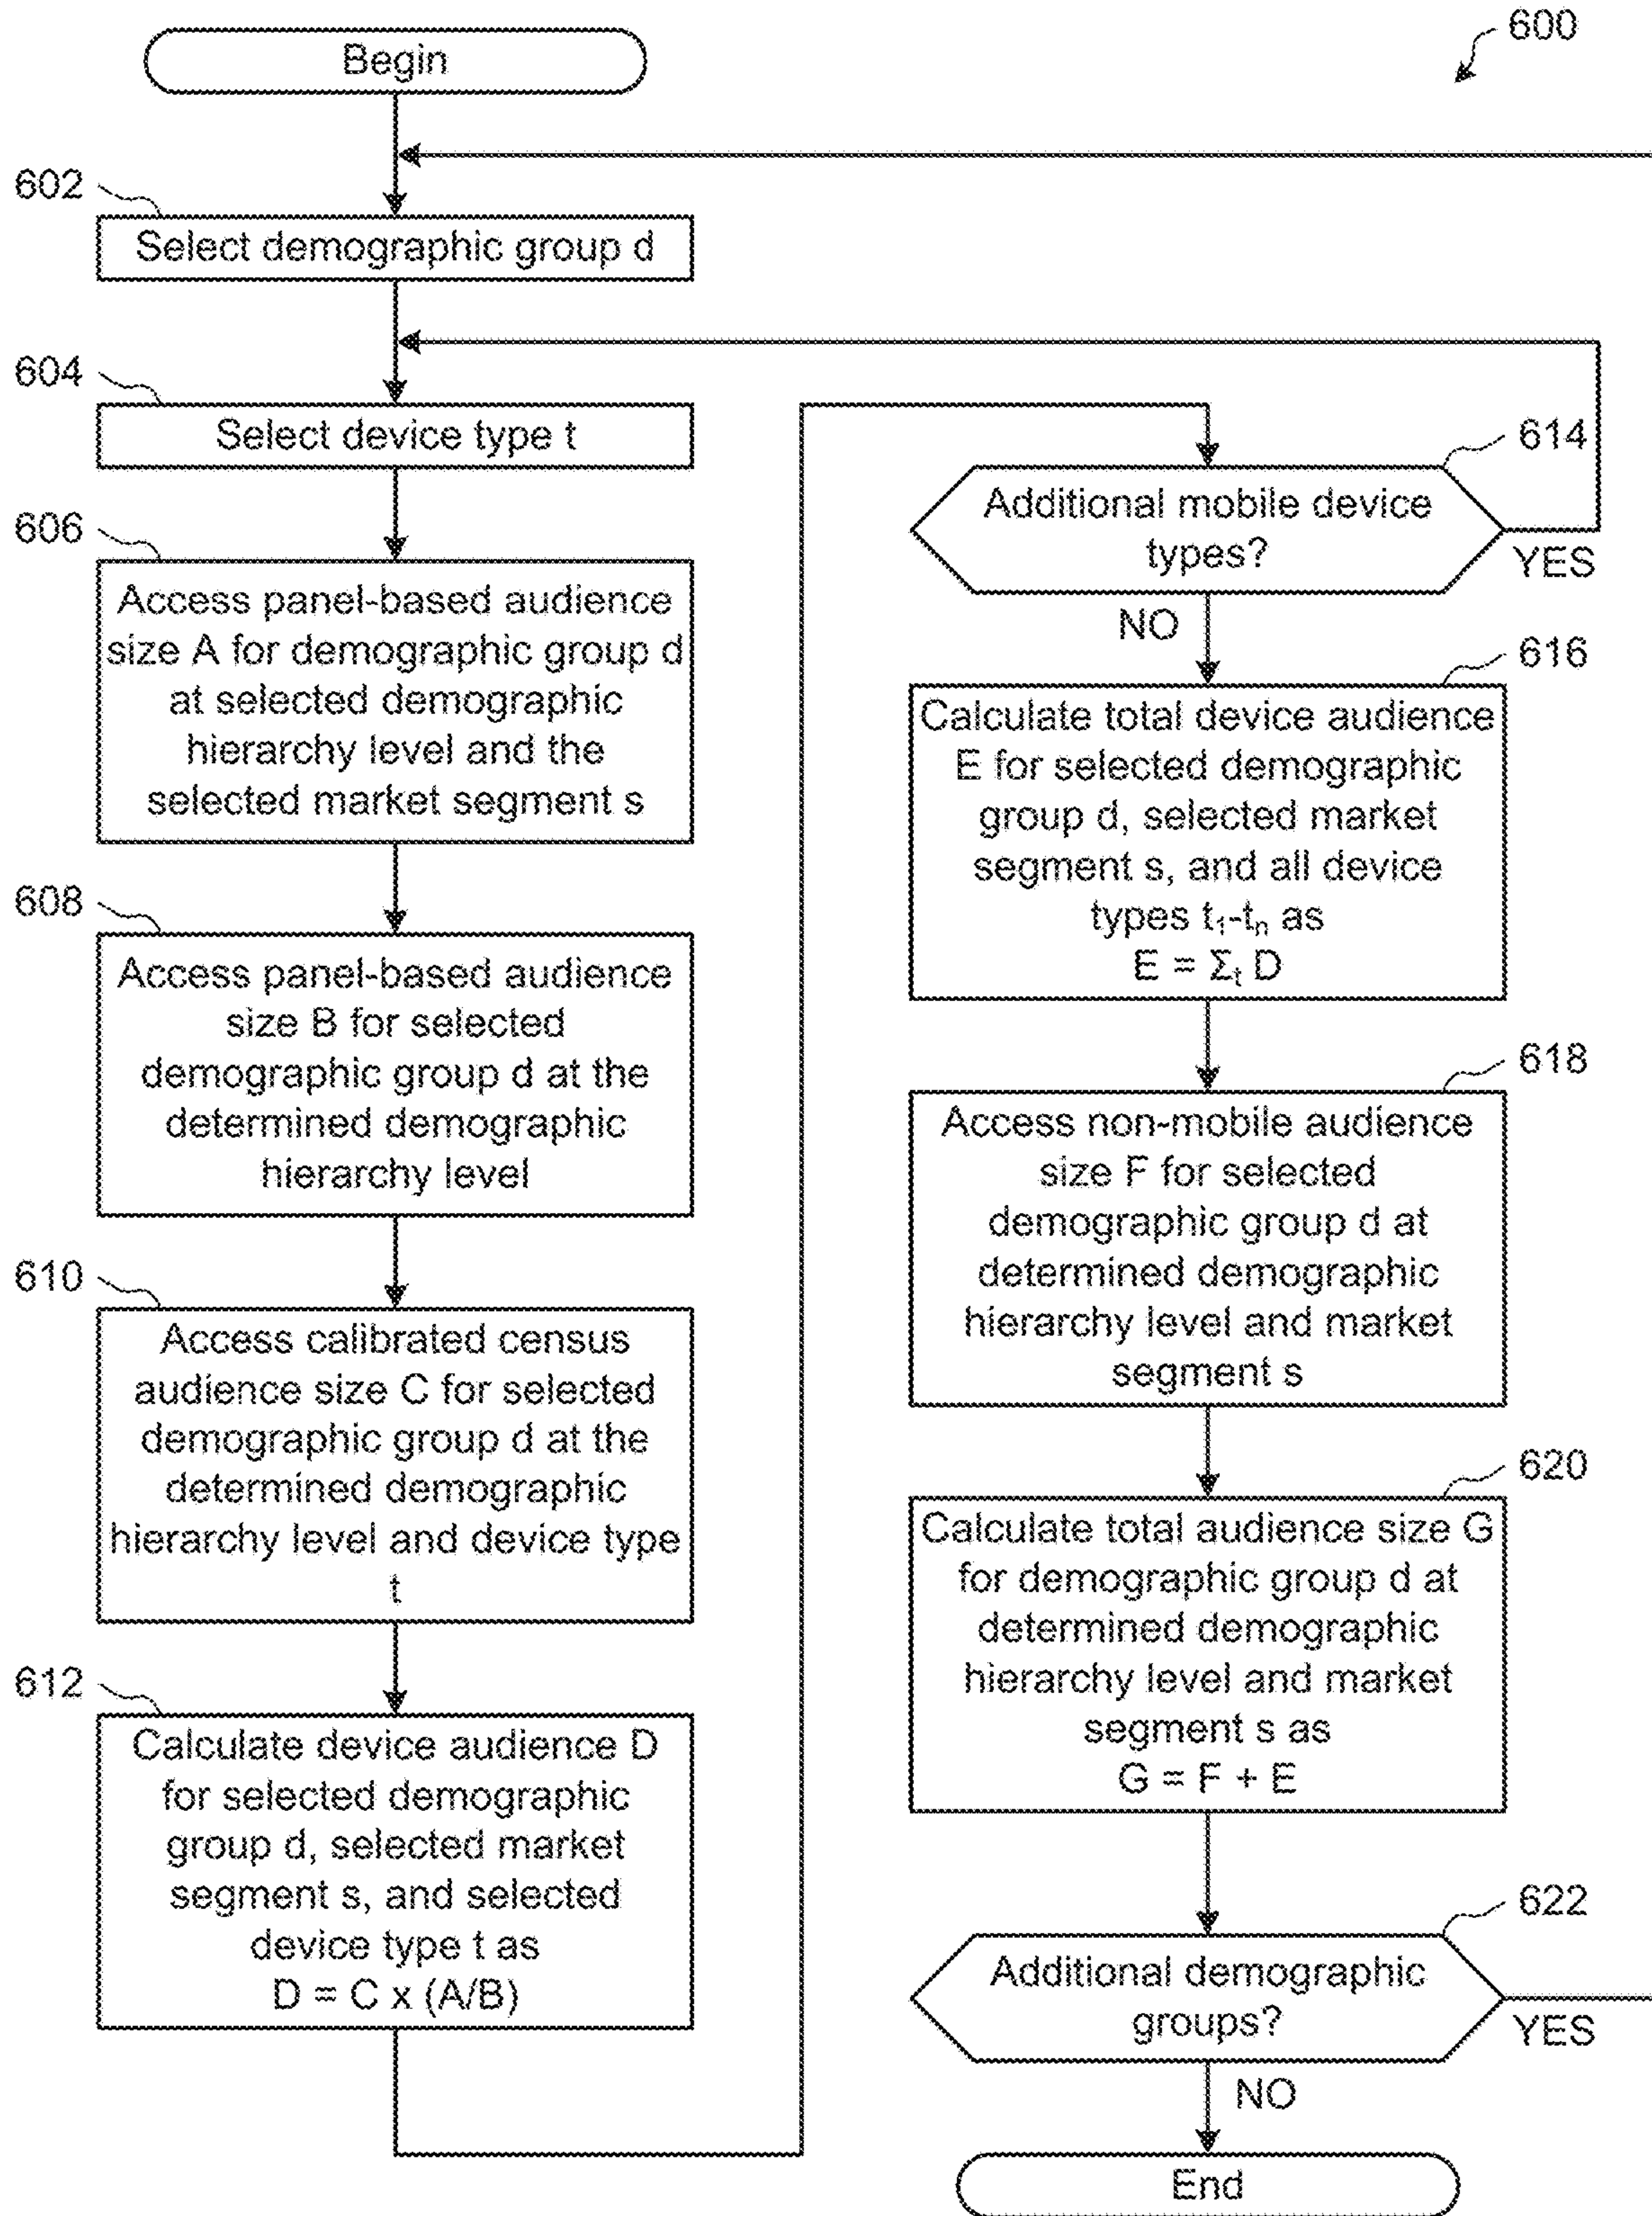 600
Begin
602
Select demographic group d
604
Select device type t
606
Access panel-based audience
size A for demographic group d
at selected demographic
hierarchy level and the
selected market segment s
608
Access panel-based audience
size B for selected
demographic group d at the
determined demographic
hierarchy level
610
Access calibrated census
audience size C for selected
demographic group d at the
determined demographic
hierarchy level and device type
t
612
Calculate device audience D
for selected demographic
group d, selected market
segment s, and selected
device type t as
D = C x (A/B)
614
Additional mobile device
types?
YES
NO
616
Calculate total device audience
E for selected demographic
group d, selected market
segment s, and all device
types t₁-tₙ as
E = Σₜ D
618
Access non-mobile audience
size F for selected
demographic group d at
determined demographic
hierarchy level and market
segment s
620
Calculate total audience size G
for demographic group d at
determined demographic
hierarchy level and market
segment s as
G = F + E
622
Additional demographic
groups?
YES
NO
End